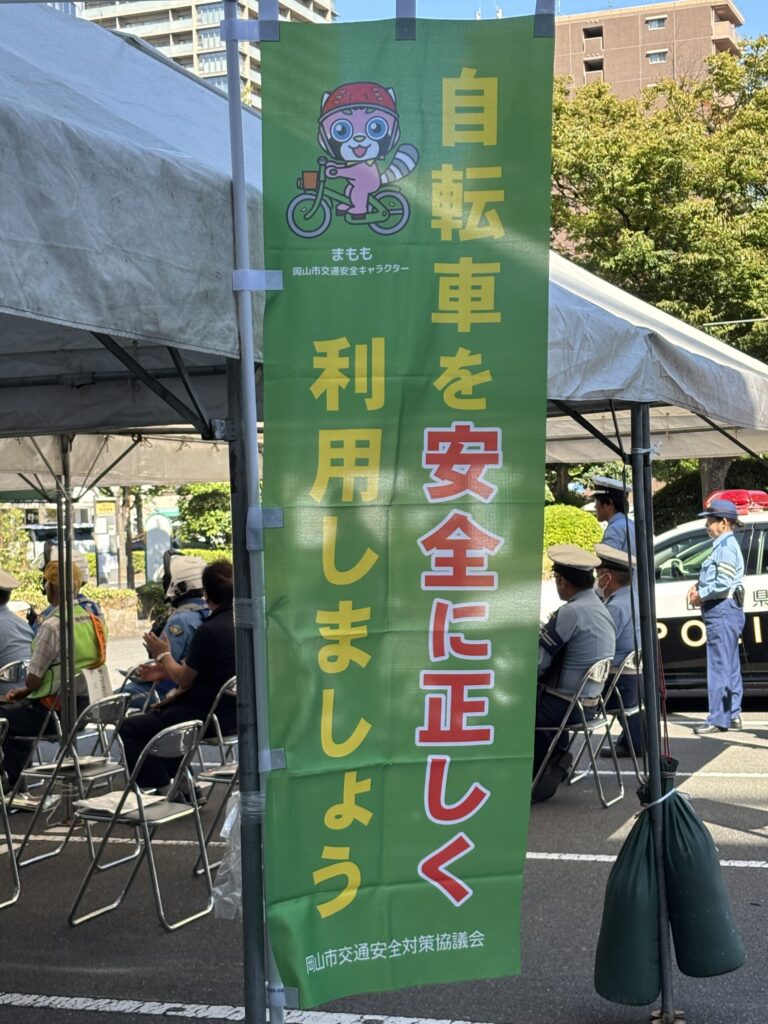 自転車を安全に正しく
利用しましょう
まもも
岡山市交通安全キャラクター
岡山市交通安全対策協議会
県
POLI